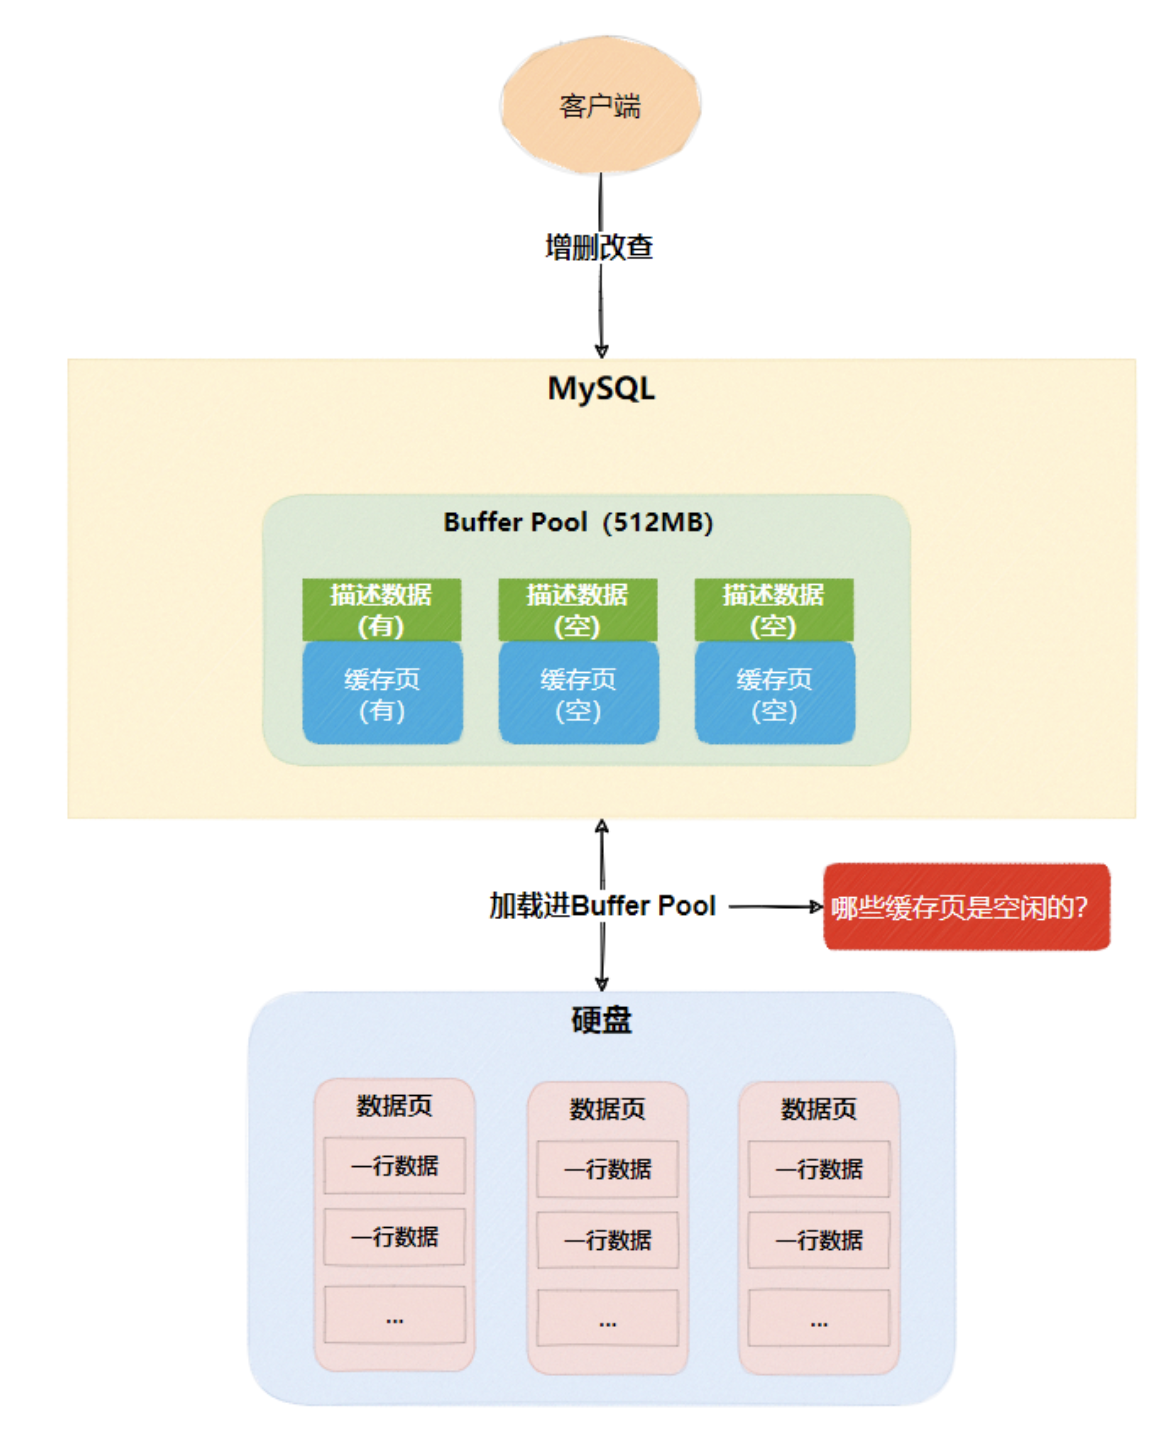 客户端
增删改查
MySQL
Buffer Pool（512MB）
描述数据
(有)
描述数据
(空)
描述数据
(空)
缓存页
(有)
缓存页
(空)
缓存页
(空)
加载进Buffer Pool
哪些缓存页是空闲的？
硬盘
数据页
一行数据
一行数据
...
数据页
一行数据
一行数据
...
数据页
一行数据
一行数据
...